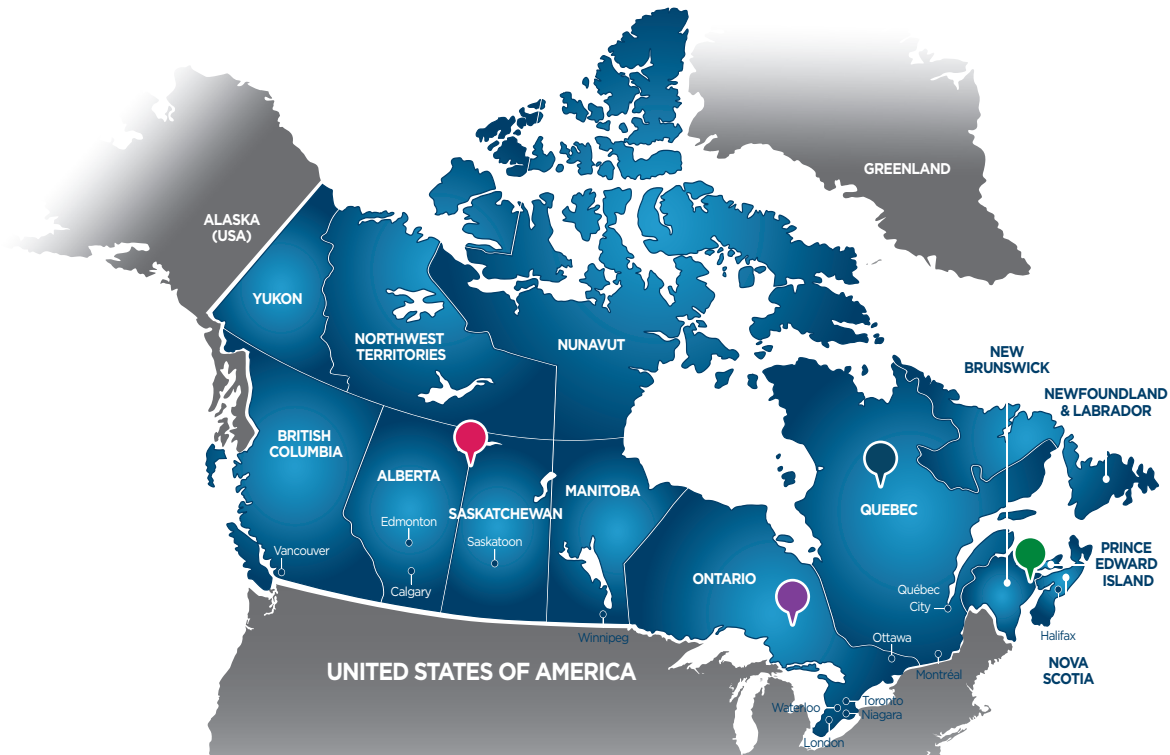 GREENLAND
ALASKA
(USA)
YUKON
NORTHWEST
TERRITORIES
NUNAVUT
NEW
BRUNSWICK
NEWFOUNDLAND
& LABRADOR
BRITISH
COLUMBIA
ALBERTA
MANITOBA
SASKATCHEWAN
QUEBEC
Edmonton
Saskatoon
Vancouver
Calgary
PRINCE
EDWARD
ISLAND
ONTARIO
Québec
City
Winnipeg
Ottawa
Halifax
UNITED STATES OF AMERICA
Montréal
NOVA
SCOTIA
Toronto
Waterloo
Niagara
London